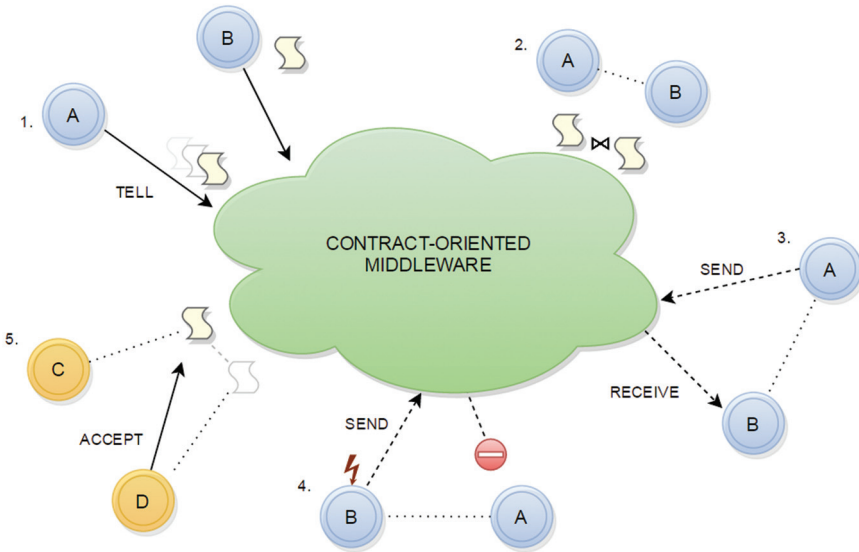 B
1.
A
TELL
2.
A
B
CONTRACT-ORIENTED
MIDDLEWARE
3.
A
SEND
RECEIVE
B
4.
SEND
B
A
5.
C
ACCEPT
D